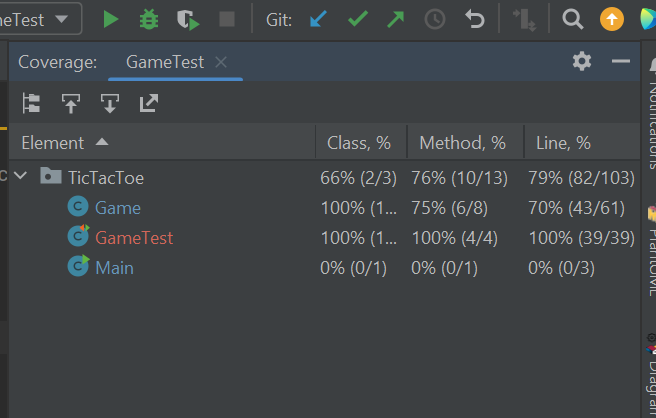 eTest
Git:
Coverage: GameTest
Element Class, % Method, % Line, %
TicTacToe 66% (2/3) 76% (10/13) 79% (82/103)
Game 100% (1... 75% (6/8) 70% (43/61)
GameTest 100% (1... 100% (4/4) 100% (39/39)
Main 0% (0/1) 0% (0/1) 0% (0/3)
Notifications
PlantUML
Diagram